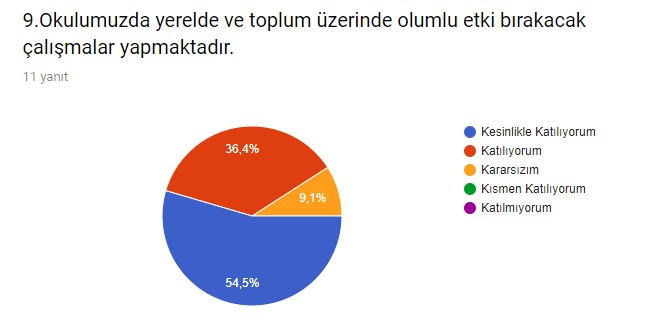 9.Okulumuzda yerelde ve toplum üzerinde olumlu etki bırakacak
çalışmalar yapmaktadır.
11 yanıt
36,4%
9,1%
54,5%
Kesinlikle Katılıyorum
Katılıyorum
Kararsızım
Kısmen Katılıyorum
Katılmıyorum